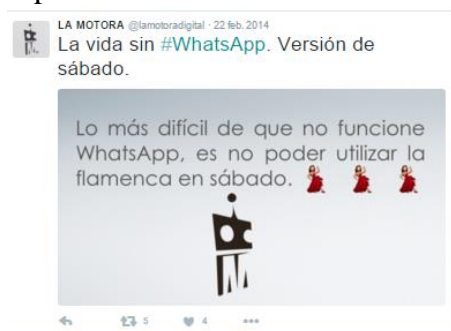 LA MOTORA @lamotoradigital · 22 feb. 2014
La vida sin #WhatsApp. Versión de
sábado.
Lo más difícil de que no funcione
WhatsApp, es no poder utilizar la
flamenca en sábado.
5 4